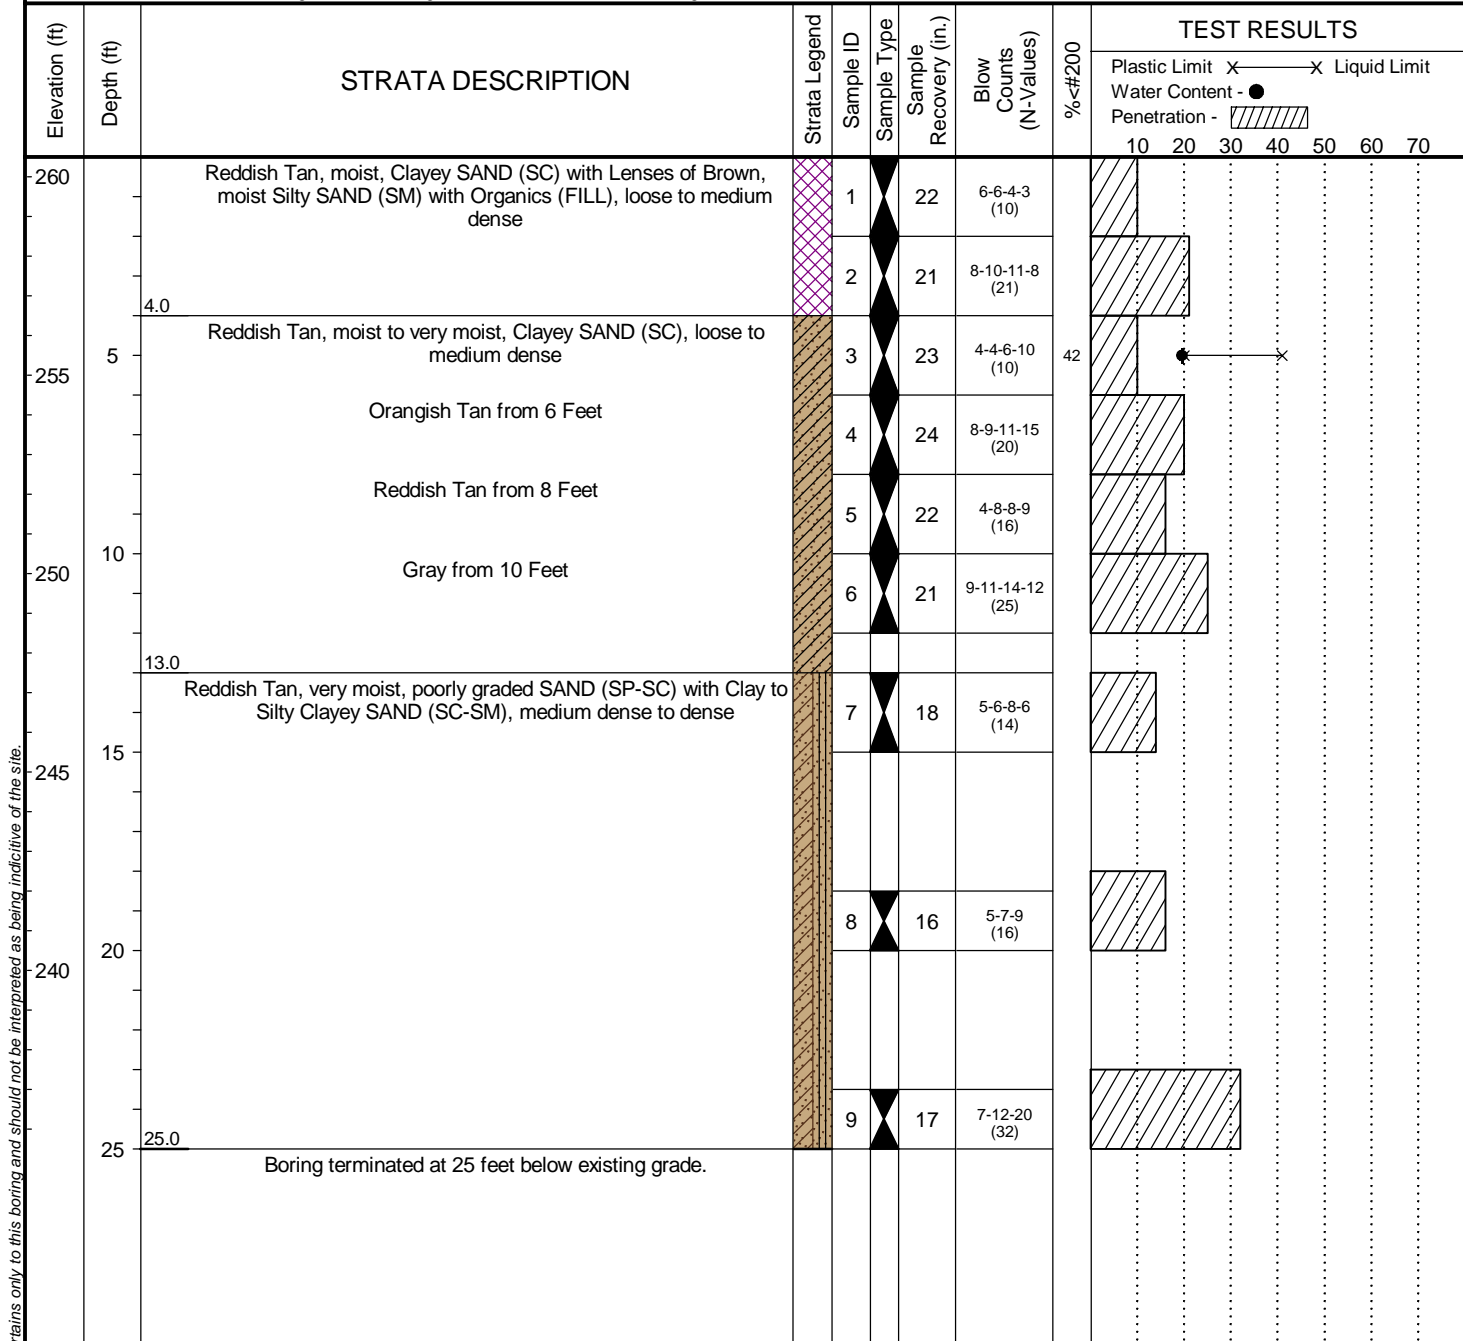 Elevation (ft)
Depth (ft)
STRATA DESCRIPTION
Strata Legend
Sample ID
Sample Type
Sample
Recovery (in.)
Blow
Counts
(N-Values)
%<#200
TEST RESULTS
Plastic Limit X X Liquid Limit
Water Content -
Penetration -
10 20 30 40 50 60 70
260
Reddish Tan, moist, Clayey SAND (SC) with Lenses of Brown,
moist Silty SAND (SM) with Organics (FILL), loose to medium
dense
1 22 6-6-4-3
(10)
2 21 8-10-11-8
(21)
4.0
Reddish Tan, moist to very moist, Clayey SAND (SC), loose to
medium dense
5
255
3 23 4-4-6-10
(10)
42
Orangish Tan from 6 Feet
4 24 8-9-11-15
(20)
Reddish Tan from 8 Feet
5 22 4-8-8-9
(16)
10
250
Gray from 10 Feet
6 21 9-11-14-12
(25)
13.0
Reddish Tan, very moist, poorly graded SAND (SP-SC) with Clay to
Silty Clayey SAND (SC-SM), medium dense to dense
7 18 5-6-8-6
(14)
15
245
8 16 5-7-9
(16)
20
240
9 17 7-12-20
(32)
25
25.0
Boring terminated at 25 feet below existing grade.
only to this boring and should not be interpreted as being indicitive of the site.